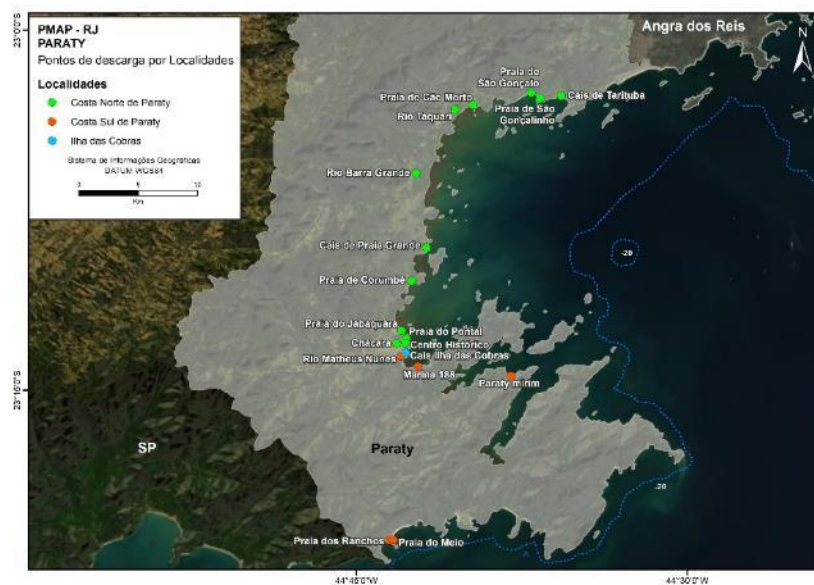 PMAP - RJ
PARATY
Pontos de descarga por Localidades
Localidades
Costa Norte de Paraty
Costa Sul de Paraty
Ilha das Cobras
Sistema de Informações Geográficas
DATUM WGS84
0 5 10
Km
Angra dos Reis
N
Praia de
São Gonçalo
Cais de Tarituba
Praia de São
Gonçalinho
Praia de Cão Morto
Rio Taquari
Rio Barra Grande
Cais de Praia Grande
Praia de Corumbê
Praia do Jabaquara
Praia do Pontal
Chácara
Centro Histórico
Cais Ilha das Cobras
Rio Matheus Nunes
Marina 188
Paraty mirim
SP
Paraty
Praia dos Ranchos
Praia do Meio
-20
-20
23°0'0"S
23°15'0"S
44°45'0"W
44°30'0"W